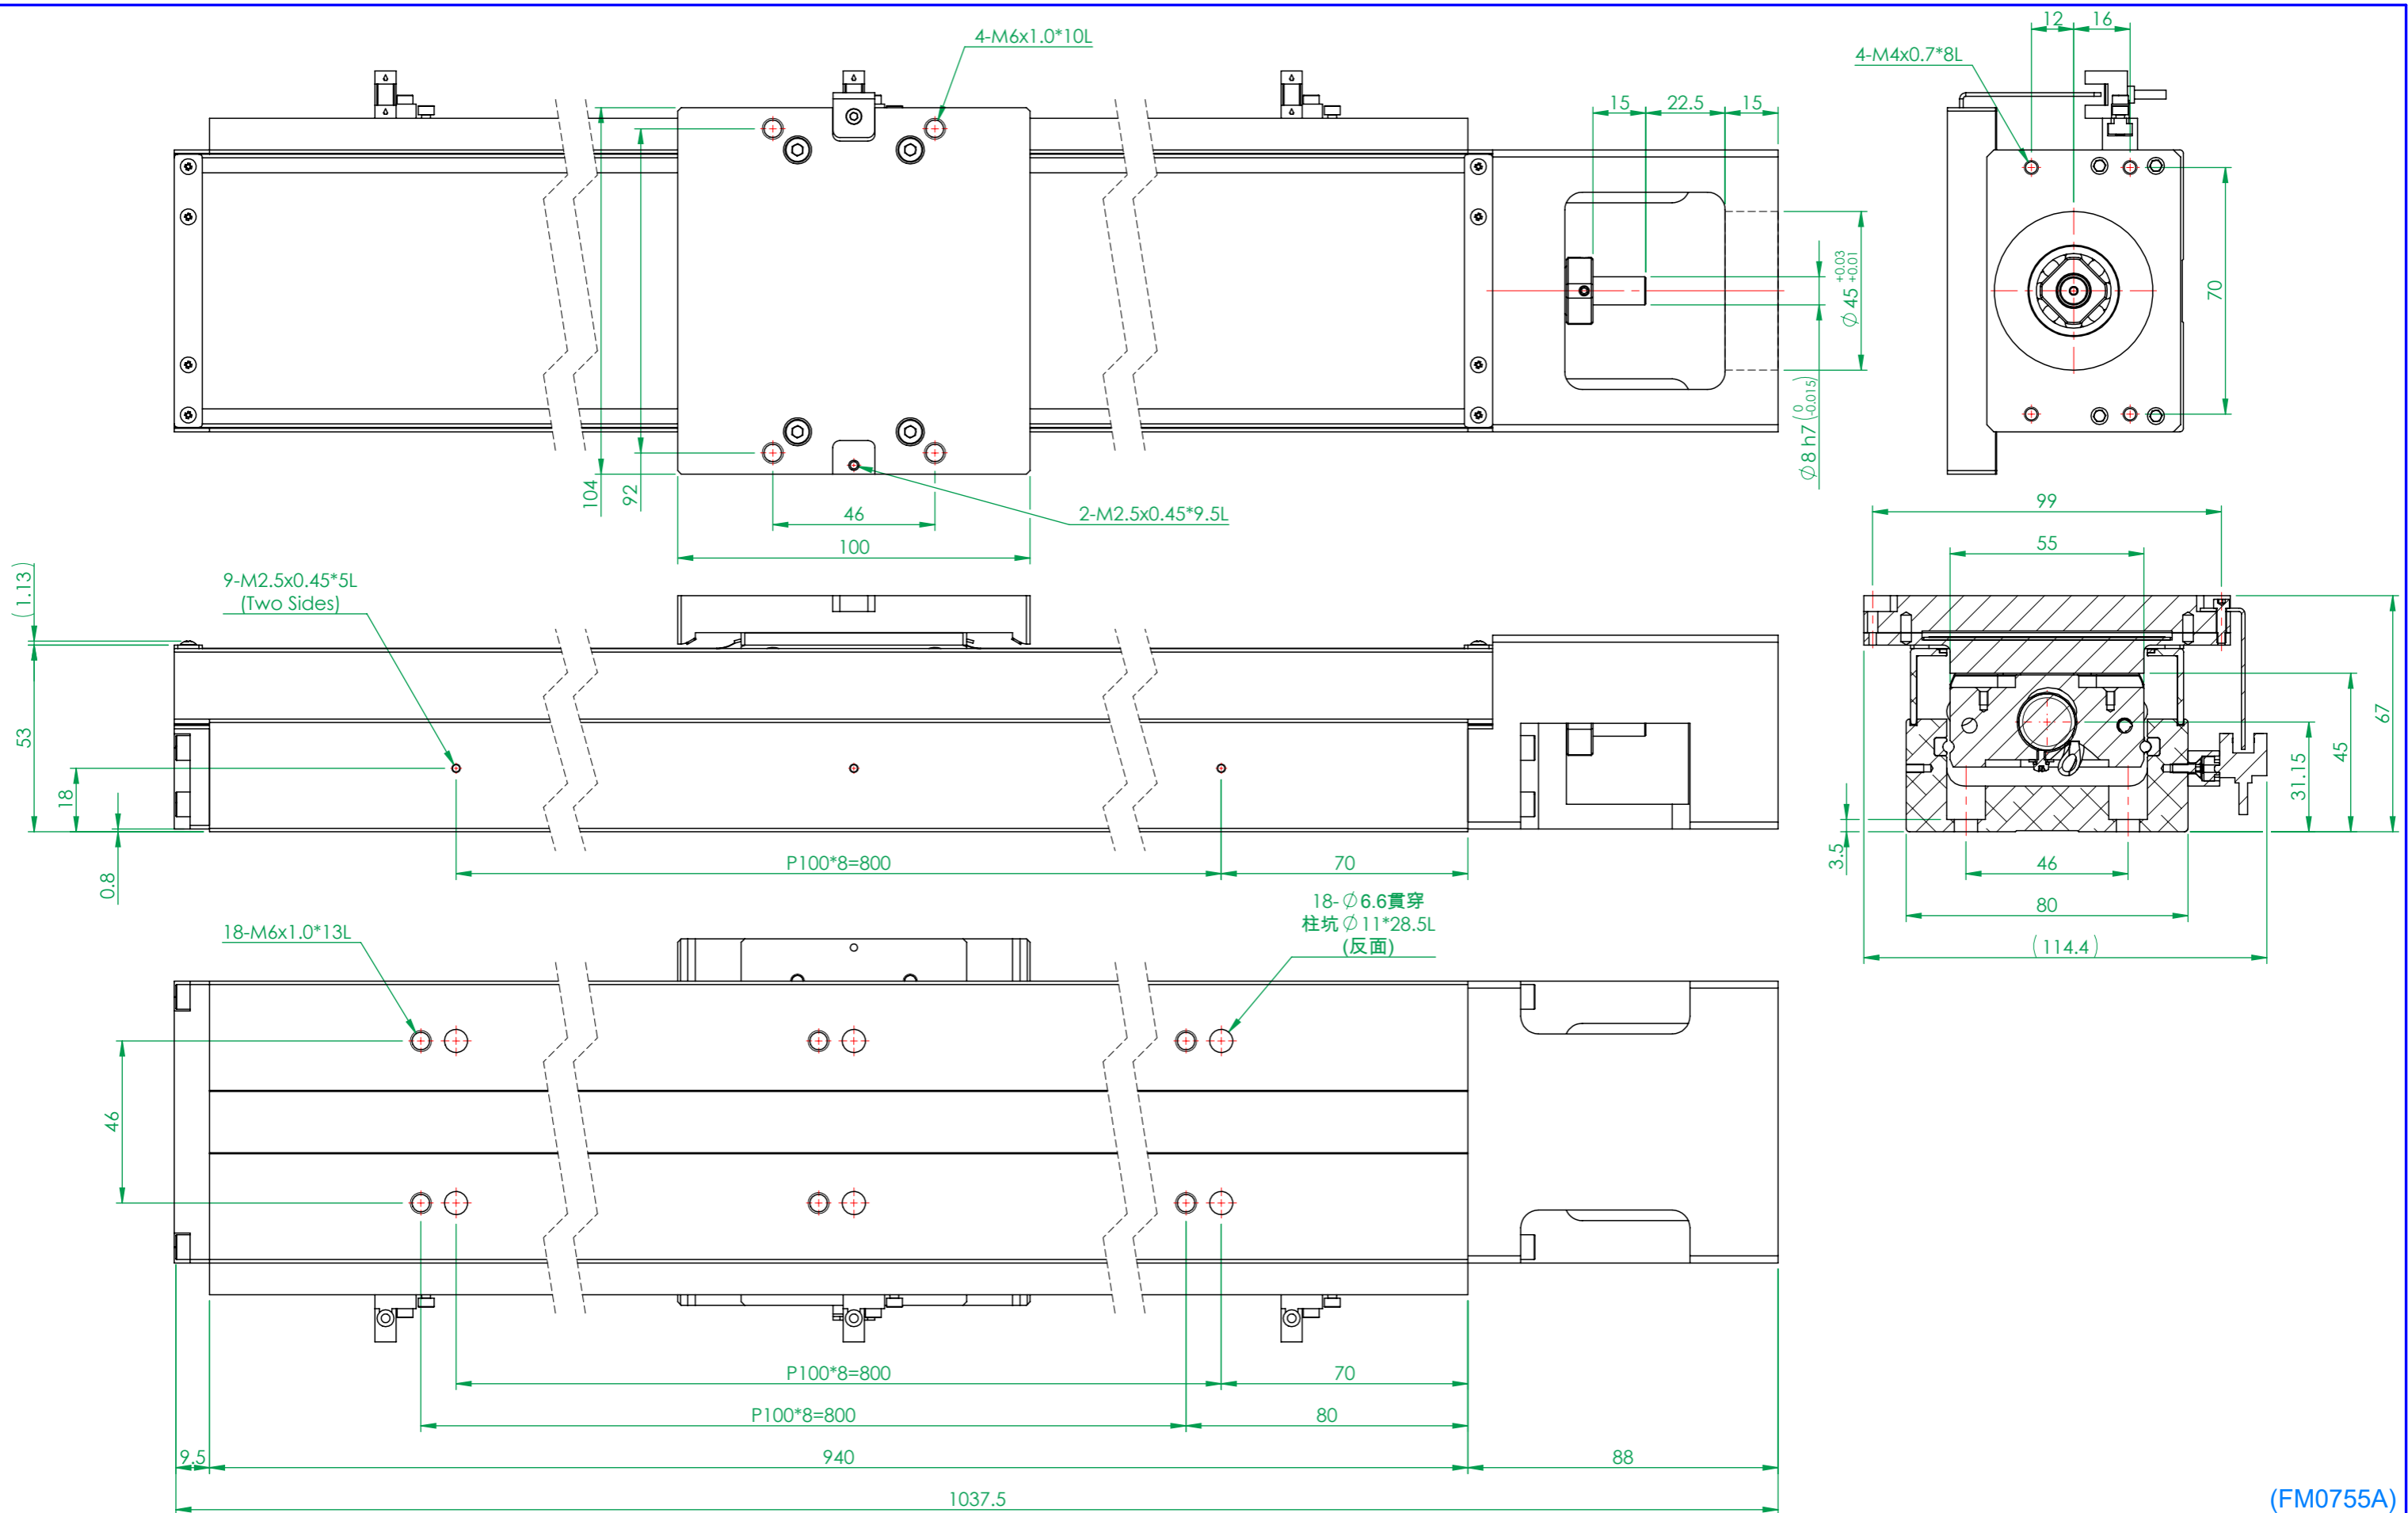 4-M6x1.0*10L
15
22.5
15
Ø 45 +0.03 +0.01
Ø 8 h7 ( 0 -0.015)
104
92
46
100
2-M2.5x0.45*9.5L
12
16
4-M4x0.7*8L
70
(1.13)
53
18
0.8
9-M2.5x0.45*5L
(Two Sides)
P100*8=800
70
99
55
67
45
31.15
3.5
46
80
(114.4)
18-M6x1.0*13L
18-Ø6.6貫穿
柱坑Ø11*28.5L
(反面)
46
P100*8=800
70
P100*8=800
80
9.5
940
88
1037.5
(FM0755A)